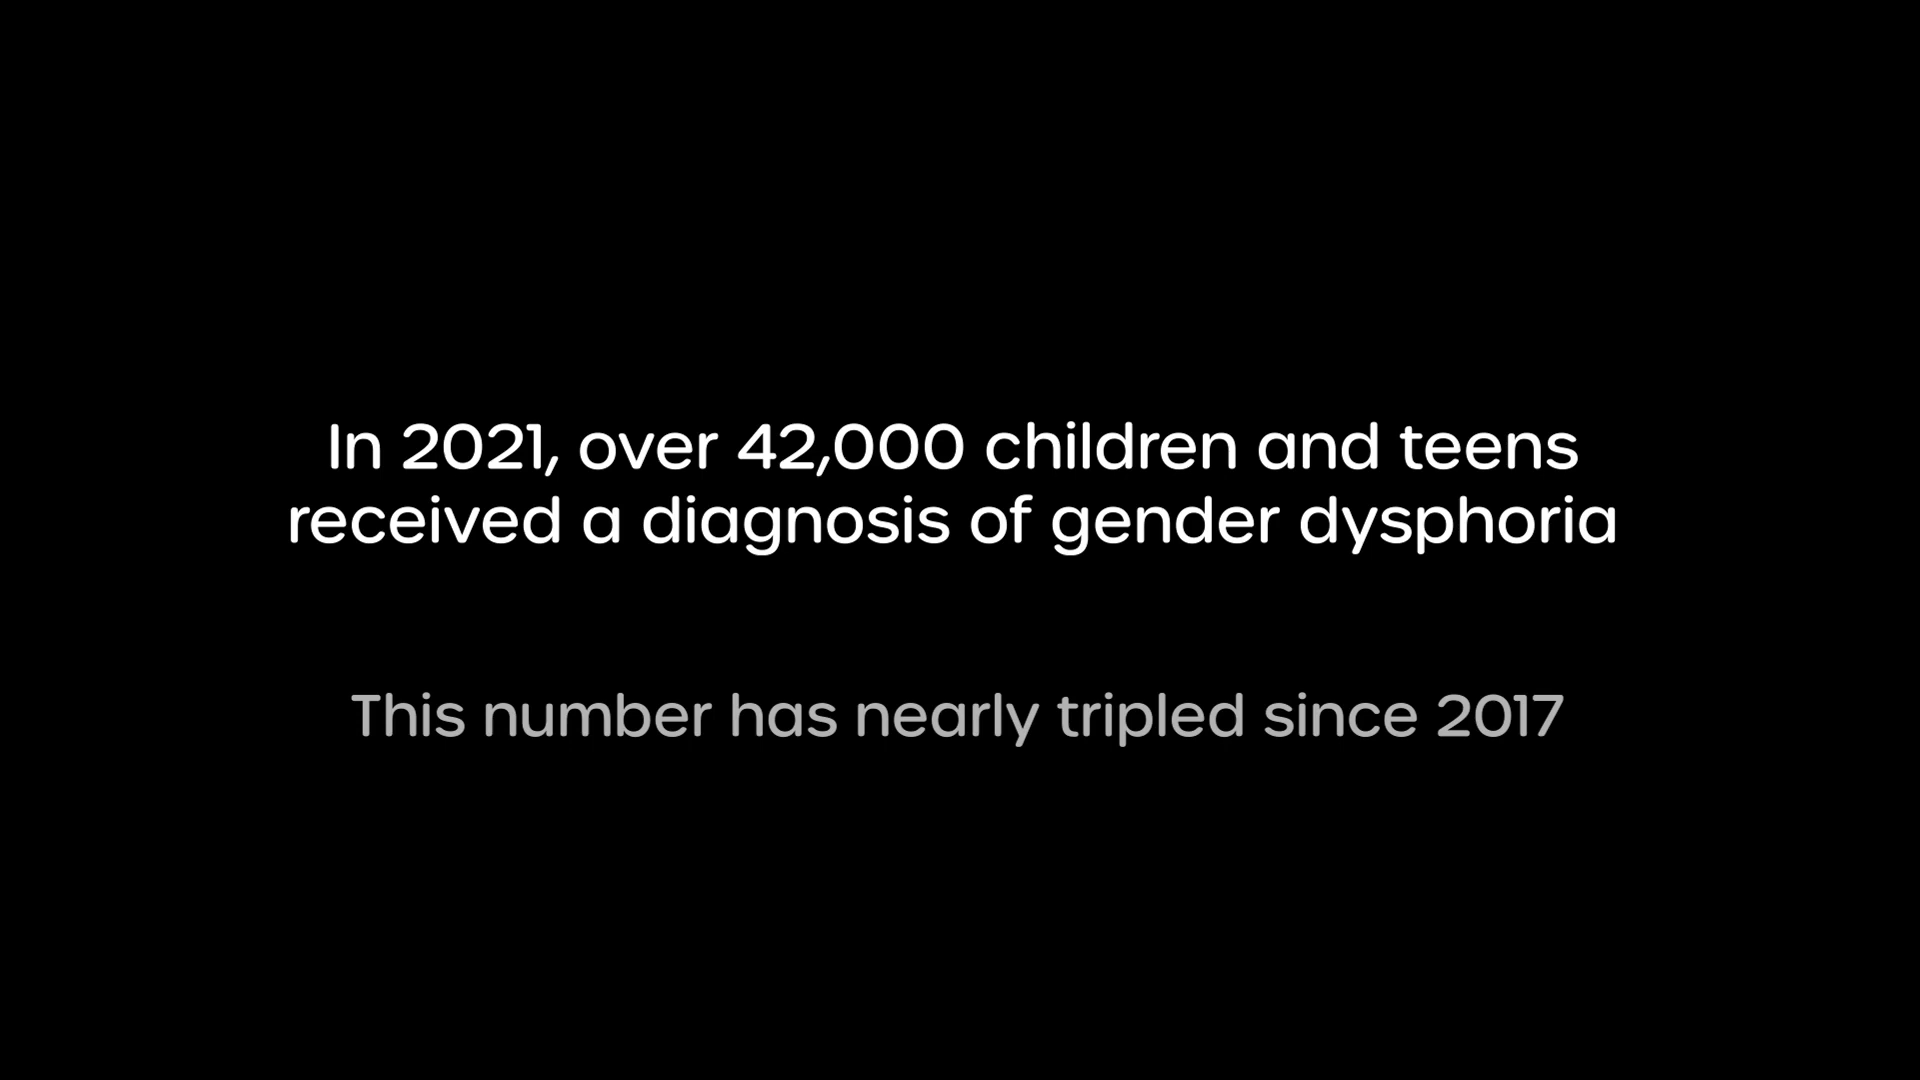 In 2021, over 42,000 children and teens
received a diagnosis of gender dysphoria
This number has nearly tripled since 2017